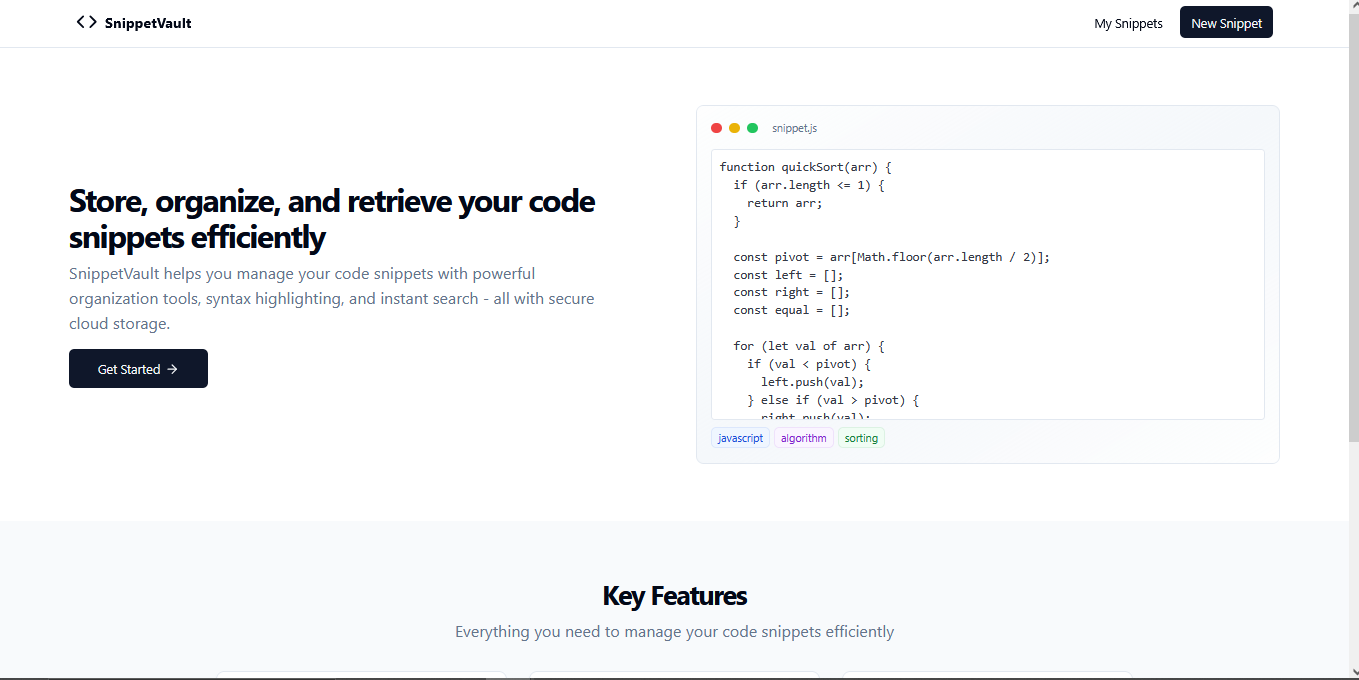 SnippetVault
My Snippets
New Snippet
Store, organize, and retrieve your code
snippets efficiently
SnippetVault helps you manage your code snippets with powerful
organization tools, syntax highlighting, and instant search - all with secure
cloud storage.
Get Started →
snippet.js
function quickSort(arr) {
  if (arr.length <= 1) {
    return arr;
  }
  const pivot = arr[Math.floor(arr.length / 2)];
  const left = [];
  const right = [];
  const equal = [];
  for (let val of arr) {
    if (val < pivot) {
      left.push(val);
    } else if (val > pivot) {
      right.push(val);
javascript
algorithm
sorting
Key Features
Everything you need to manage your code snippets efficiently